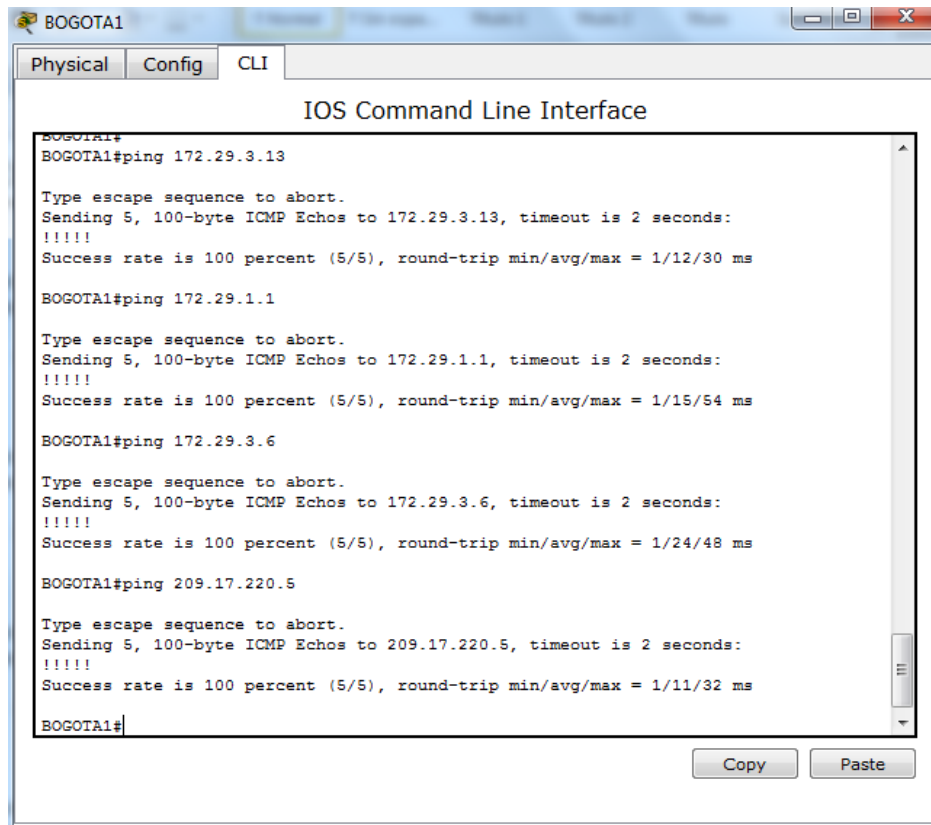 BOGOTA1
Physical
Config
CLI
IOS Command Line Interface
BOGOTA1#
BOGOTA1#ping 172.29.3.13
Type escape sequence to abort.
Sending 5, 100-byte ICMP Echos to 172.29.3.13, timeout is 2 seconds:
!!!!!
Success rate is 100 percent (5/5), round-trip min/avg/max = 1/12/30 ms
BOGOTA1#ping 172.29.1.1
Type escape sequence to abort.
Sending 5, 100-byte ICMP Echos to 172.29.1.1, timeout is 2 seconds:
!!!!!
Success rate is 100 percent (5/5), round-trip min/avg/max = 1/15/54 ms
BOGOTA1#ping 172.29.3.6
Type escape sequence to abort.
Sending 5, 100-byte ICMP Echos to 172.29.3.6, timeout is 2 seconds:
!!!!!
Success rate is 100 percent (5/5), round-trip min/avg/max = 1/24/48 ms
BOGOTA1#ping 209.17.220.5
Type escape sequence to abort.
Sending 5, 100-byte ICMP Echos to 209.17.220.5, timeout is 2 seconds:
!!!!!
Success rate is 100 percent (5/5), round-trip min/avg/max = 1/11/32 ms
BOGOTA1#
Copy
Paste